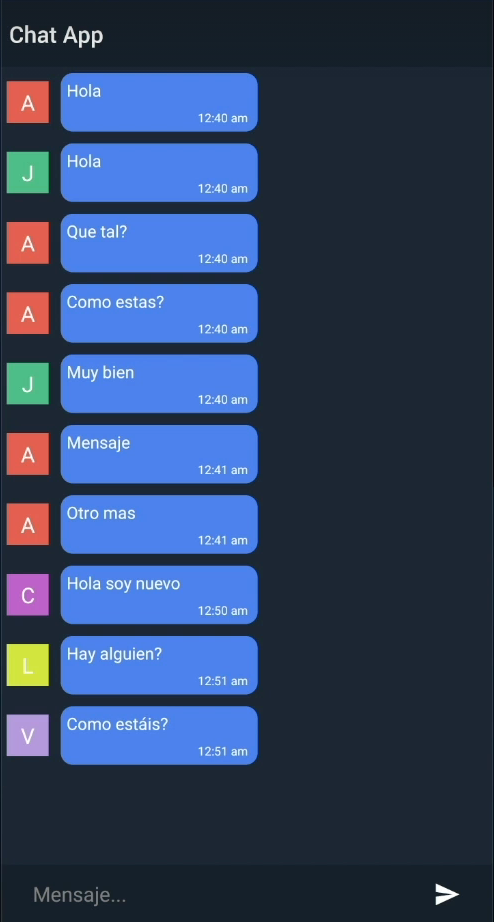 Chat App
A
Hola
12:40 am
J
Hola
12:40 am
A
Que tal?
12:40 am
A
Como estas?
12:40 am
J
Muy bien
12:40 am
A
Mensaje
12:41 am
A
Otro mas
12:41 am
C
Hola soy nuevo
12:50 am
L
Hay alguien?
12:51 am
V
Como estáis?
12:51 am
Mensaje...